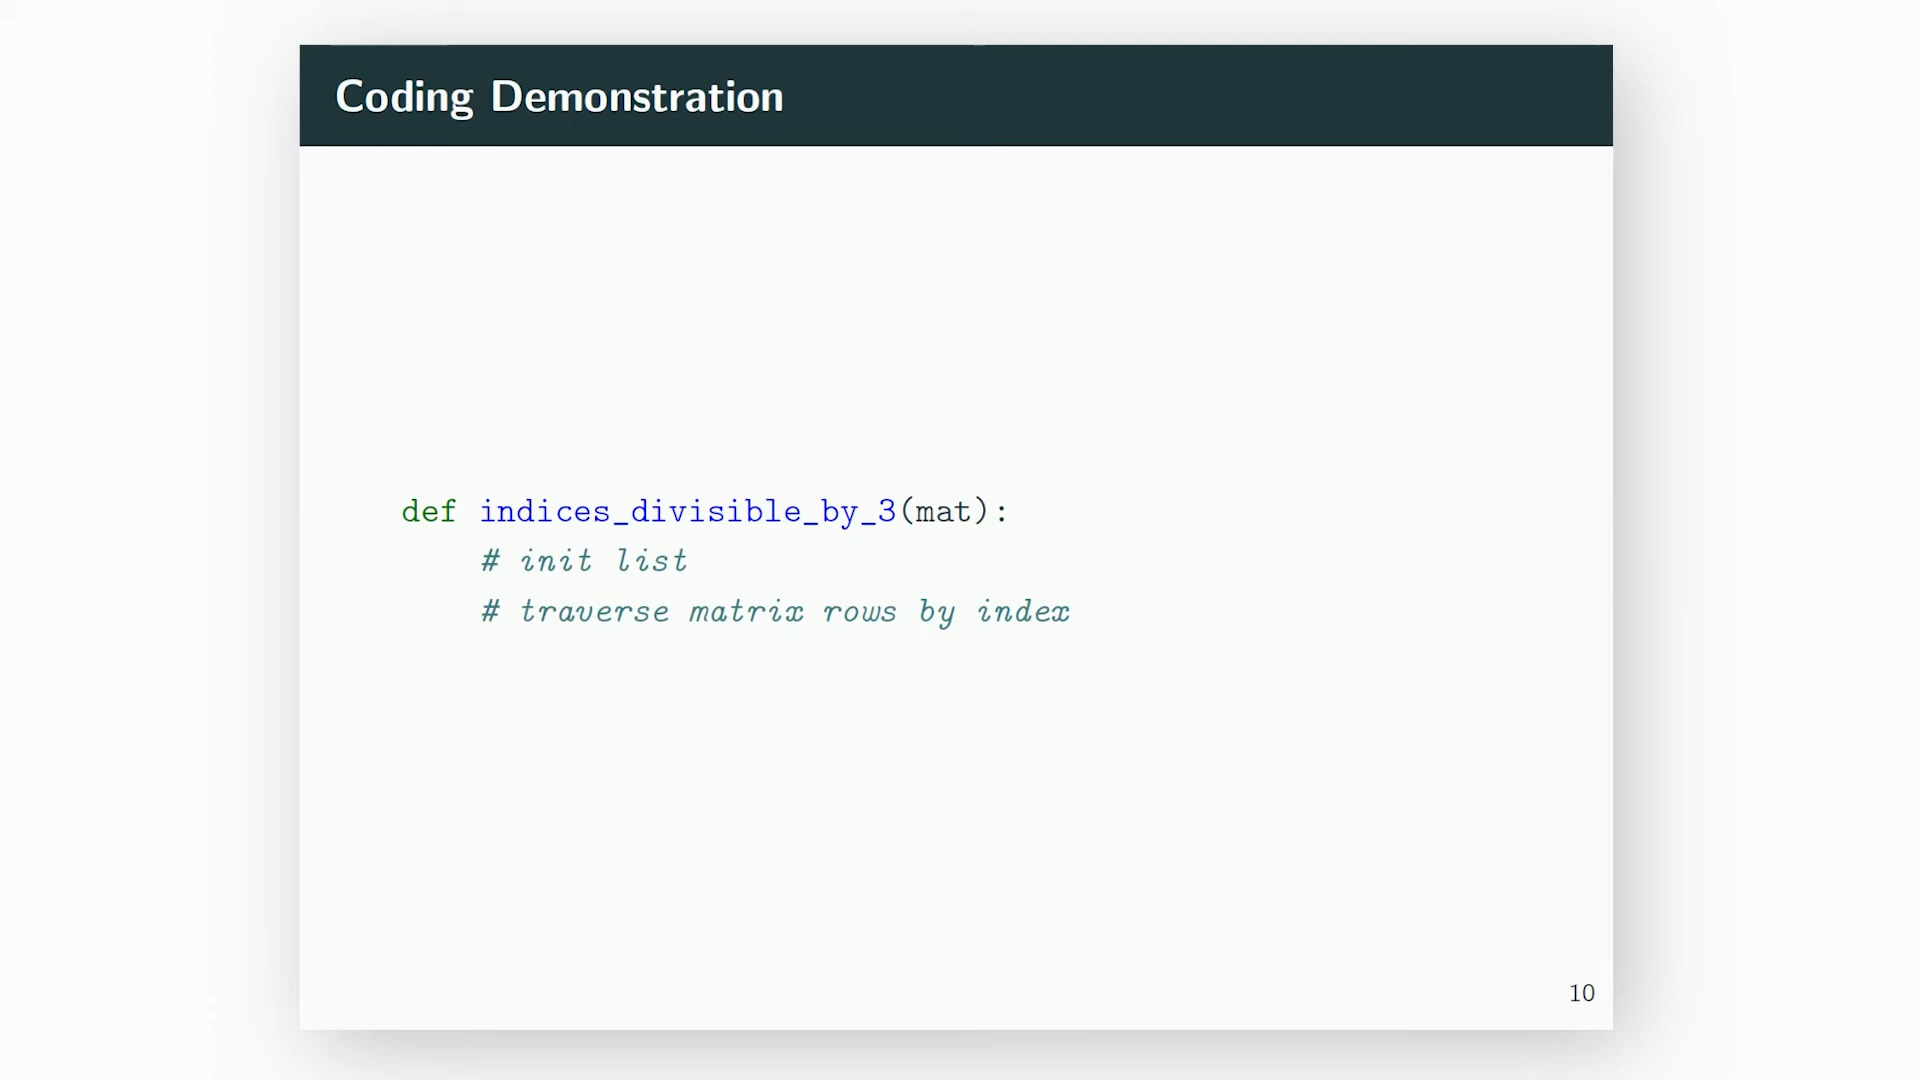 Coding Demonstration
def indices_divisible_by_3(mat):
# init list
# traverse matrix rows by index
10